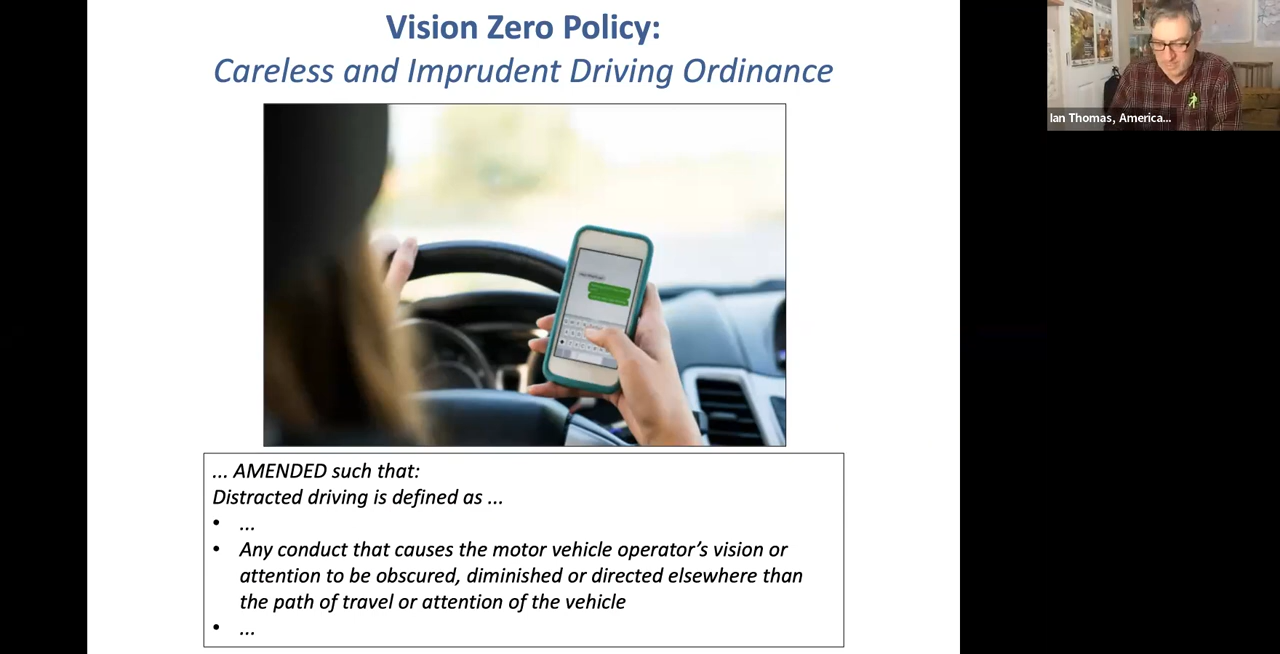 Vision Zero Policy:
Careless and Imprudent Driving Ordinance
... AMENDED such that:
Distracted driving is defined as ...
• ...
• Any conduct that causes the motor vehicle operator’s vision or
attention to be obscured, diminished or directed elsewhere than
the path of travel or attention of the vehicle
• ...
Ian Thomas, America...